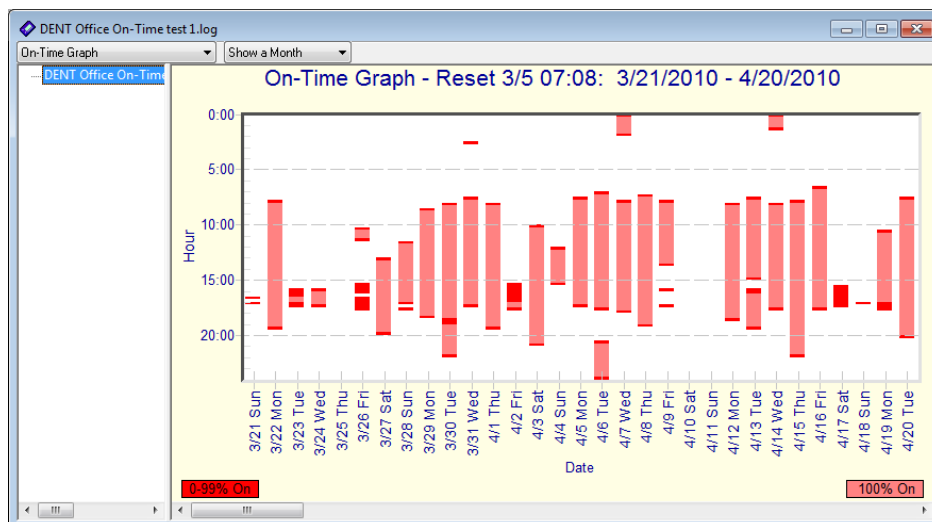 DENT Office On-Time test 1.log
On-Time Graph
Show a Month
DENT Office On-Time
On-Time Graph - Reset 3/5 07:08: 3/21/2010 - 4/20/2010
0:00
5:00
10:00
15:00
20:00
Hour
3/21 Sun
3/22 Mon
3/23 Tue
3/24 Wed
3/25 Thu
3/26 Fri
3/27 Sat
3/28 Sun
3/29 Mon
3/30 Tue
3/31 Wed
4/1 Thu
4/2 Fri
4/3 Sat
4/4 Sun
4/5 Mon
4/6 Tue
4/7 Wed
4/8 Thu
4/9 Fri
4/10 Sat
4/11 Sun
4/12 Mon
4/13 Tue
4/14 Wed
4/15 Thu
4/16 Fri
4/17 Sat
4/18 Sun
4/19 Mon
4/20 Tue
Date
0-99% On
100% On